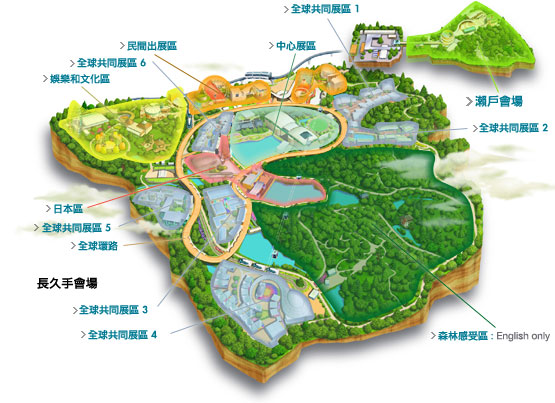 > 全球共同展區 1
> 民間出展區
> 中心展區
> 全球共同展區 6
> 娛樂和文化區
> 瀨戶會場
> 全球共同展區 2
> 日本區
> 全球共同展區 5
> 全球環路
長久手會場
> 全球共同展區 3
> 全球共同展區 4
> 森林感受區 : English only